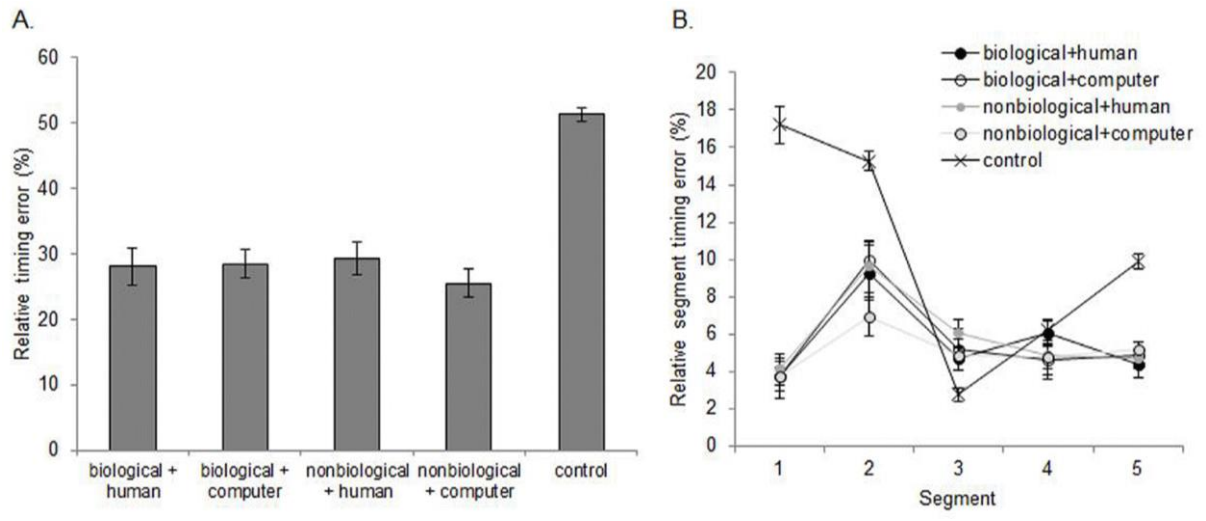 A.
60
50
40
30
20
10
0
Relative timing error (%)
biological +
human
biological +
computer
nonbiological
+ human
nonbiological
+ computer
control
B.
biological+human
biological+computer
nonbiological+human
nonbiological+computer
control
20
18
16
14
12
10
8
6
4
2
0
Relative segment timing error (%)
1 2 3 4 5
Segment